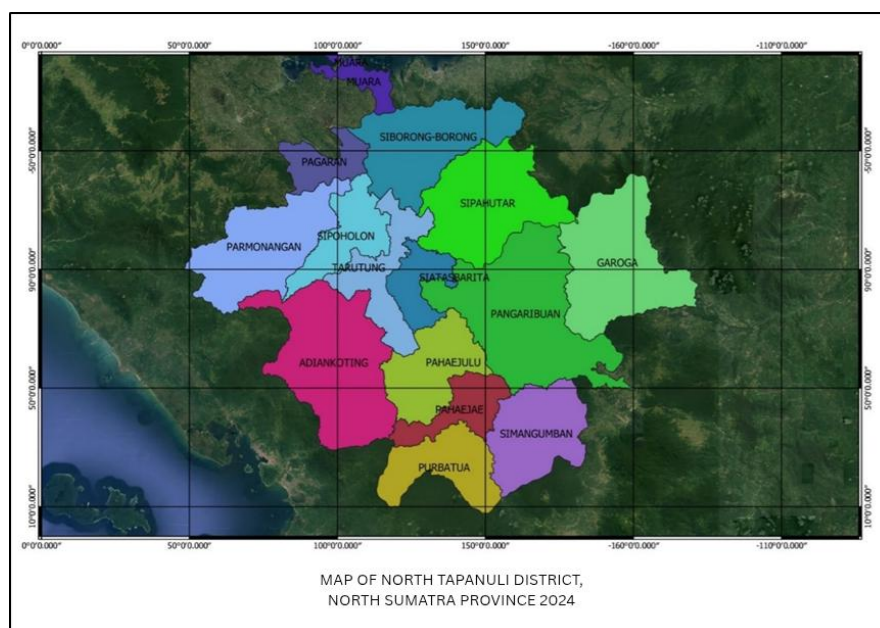 0°0'0.000" 50°0'0.000" 100°0'0.000" 150°0'0.000" -160°0'0.000" -110°0'0.000"
MUARA
MUARA
SIBORONG-BORONG
-50°0'0.000" -50°0'0.000"
PAGARAN
SIPAHUTAR
SIPOHOLON
PARMONANGAN
GAROGA
TARUTUNG
90°0'0.000" 90°0'0.000"
SIATASBARITA
PANGARIBUAN
ADIANKOTING
PAHAEJULU
50°0'0.000" 50°0'0.000"
PAHAEJAE
SIMANGUMBAN
PURBATUA
10°0'0.000" 10°0'0.000"
0°0'0.000" 50°0'0.000" 100°0'0.000" 150°0'0.000" -160°0'0.000" -110°0'0.000"
MAP OF NORTH TAPANULI DISTRICT,
NORTH SUMATRA PROVINCE 2024